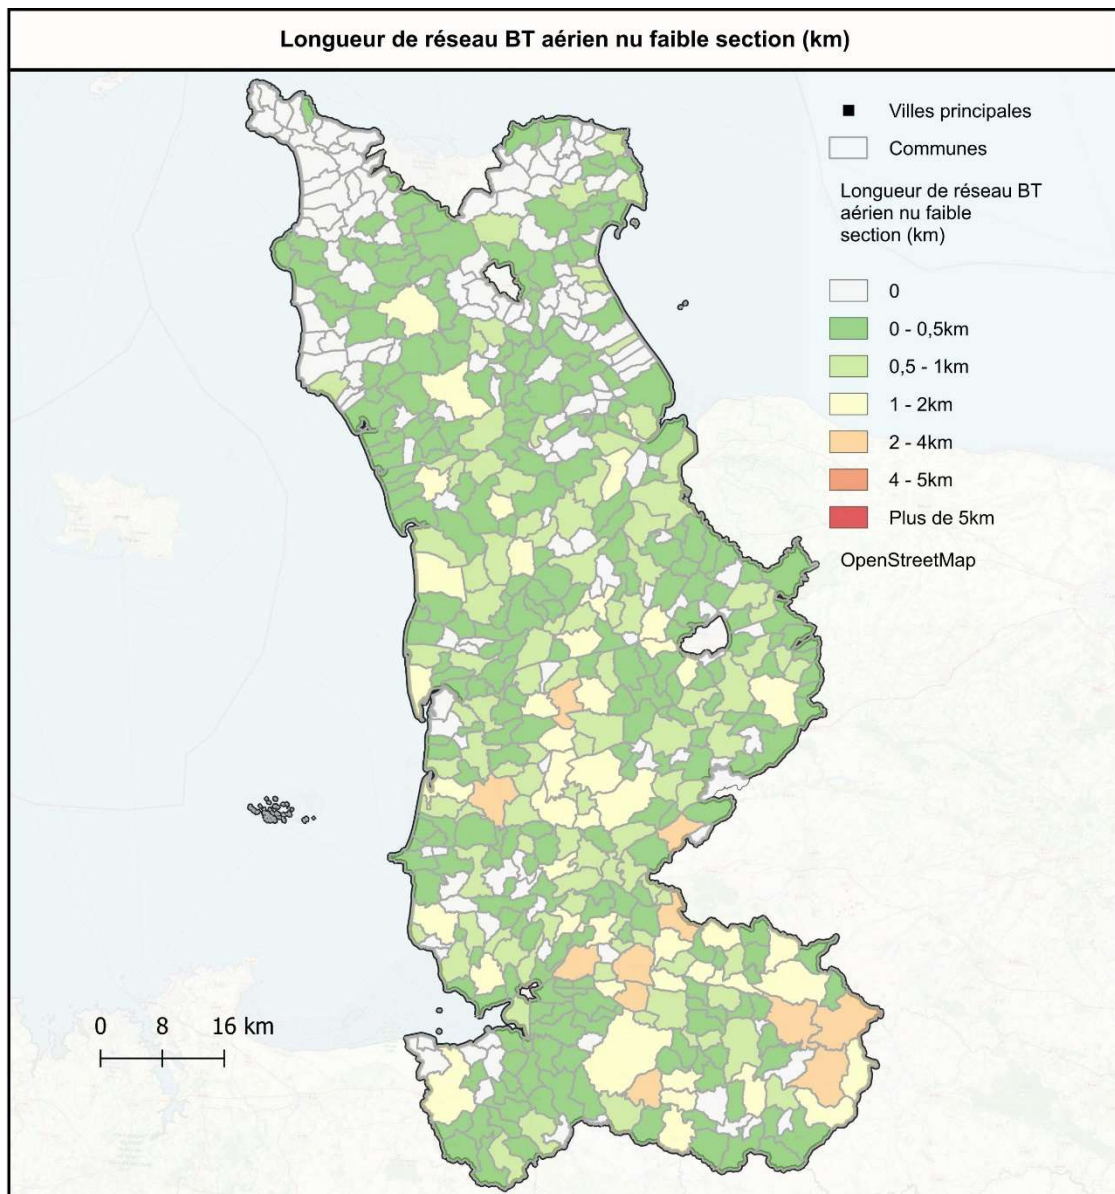 Longueur de réseau BT aérien nu faible section (km)
Villes principales
Communes
Longueur de réseau BT
aérien nu faible
section (km)
0
0 - 0,5km
0,5 - 1km
1 - 2km
2 - 4km
4 - 5km
Plus de 5km
OpenStreetMap
0 8 16 km